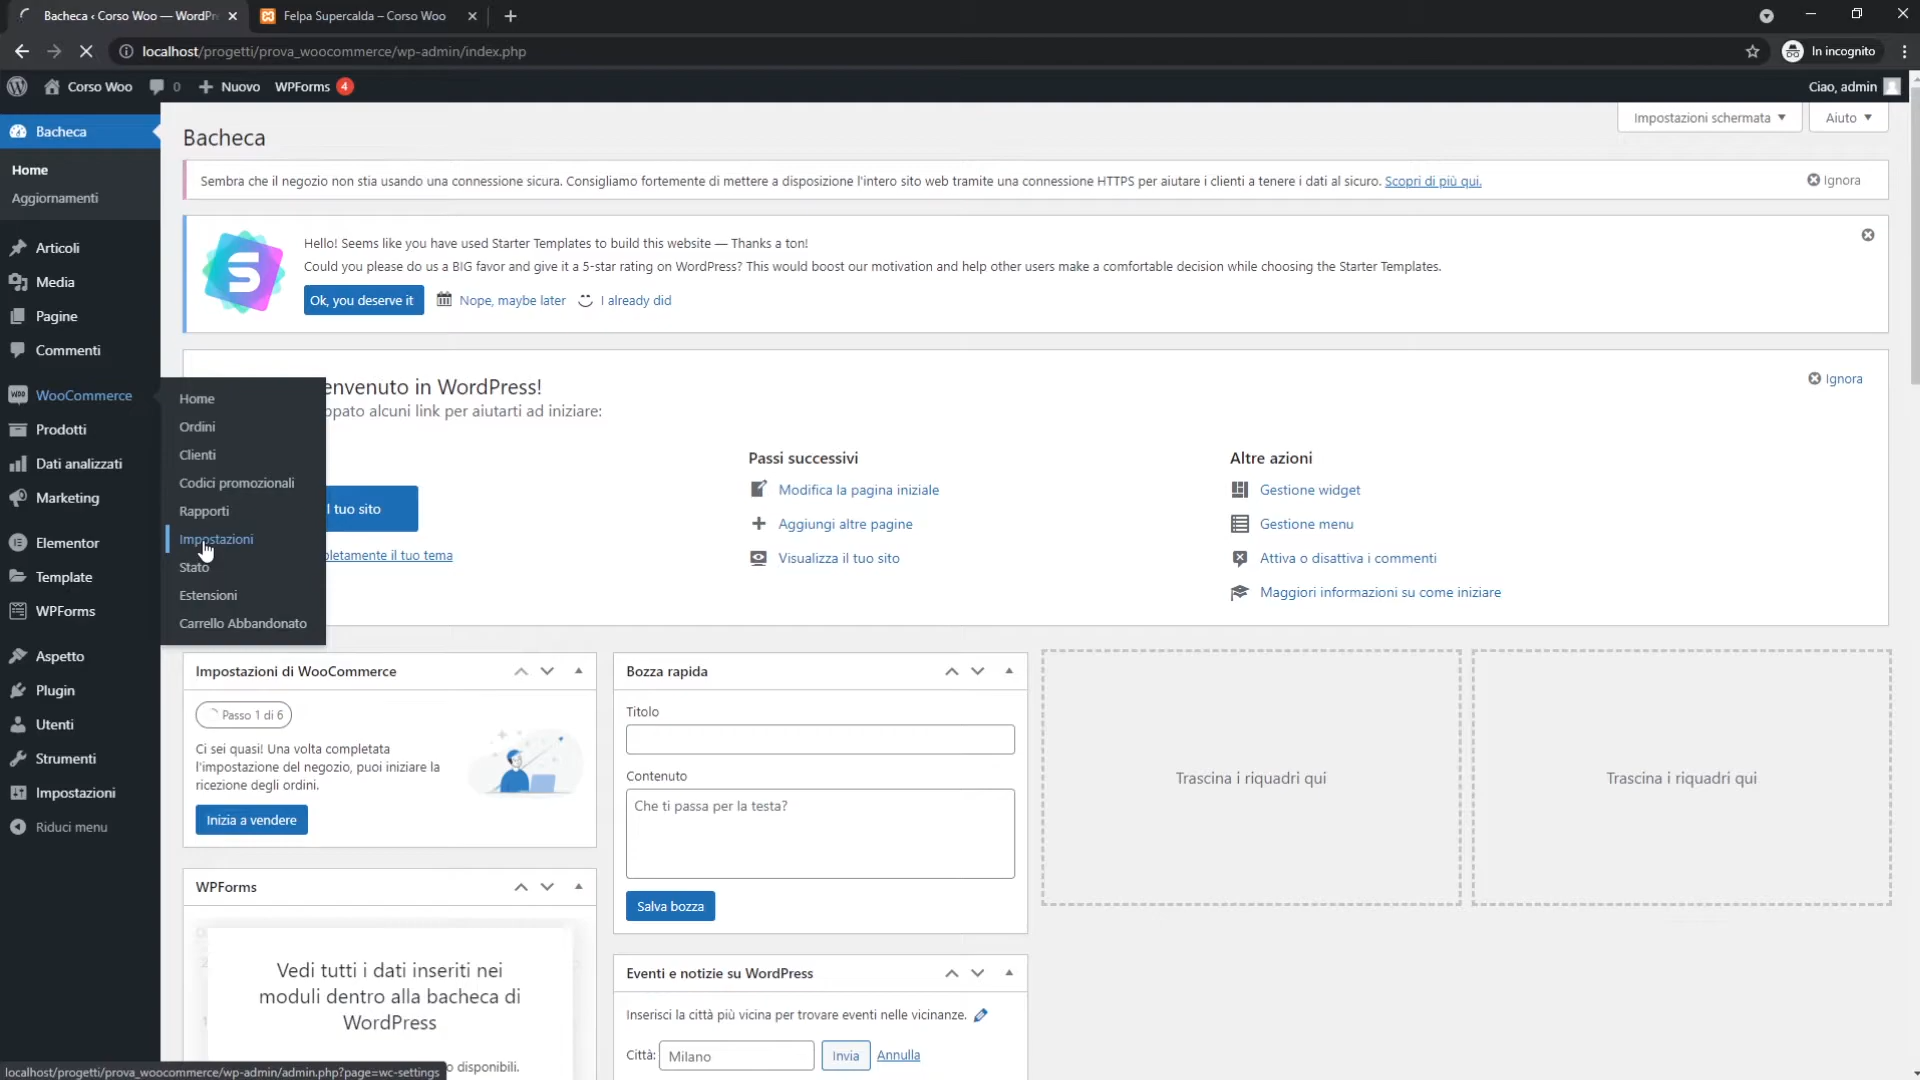 Bacheca ‹ Corso Woo — WordPr
Felpa Supercalda – Corso Woo
localhost/progetti/prova_woocommerce/wp-admin/index.php
In incognito
Corso Woo
0
Nuovo
WPForms 4
Ciao, admin
Bacheca
Home
Aggiornamenti
Articoli
Media
Pagine
Commenti
WooCommerce
Prodotti
Dati analizzati
Marketing
Elementor
Template
WPForms
Aspetto
Plugin
Utenti
Strumenti
Impostazioni
Riduci menu
Home
Ordini
Clienti
Codici promozionali
Rapporti
Impostazioni
Stato
Estensioni
Carrello Abbandonato
Impostazioni schermata
Aiuto
Bacheca
Sembra che il negozio non stia usando una connessione sicura. Consigliamo fortemente di mettere a disposizione l'intero sito web tramite una connessione HTTPS per aiutare i clienti a tenere i dati al sicuro. Scopri di più qui.
Ignora
S
Hello! Seems like you have used Starter Templates to build this website — Thanks a ton!
Could you please do us a BIG favor and give it a 5-star rating on WordPress? This would boost our motivation and help other users make a comfortable decision while choosing the Starter Templates.
Ok, you deserve it
Nope, maybe later
I already did
envenuto in WordPress!
ppato alcuni link per aiutarti ad iniziare:
Ignora
l tuo sito
pletamente il tuo tema
Passi successivi
Modifica la pagina iniziale
Aggiungi altre pagine
Visualizza il tuo sito
Altre azioni
Gestione widget
Gestione menu
Attiva o disattiva i commenti
Maggiori informazioni su come iniziare
Impostazioni di WooCommerce
Passo 1 di 6
Ci sei quasi! Una volta completata
l'impostazione del negozio, puoi iniziare la
ricezione degli ordini.
Inizia a vendere
WPForms
Vedi tutti i dati inseriti nei
moduli dentro alla bacheca di
WordPress
o disponibili.
Bozza rapida
Titolo
Contenuto
Che ti passa per la testa?
Salva bozza
Eventi e notizie su WordPress
Inserisci la città più vicina per trovare eventi nelle vicinanze.
Città:
Milano
Invia
Annulla
Trascina i riquadri qui
Trascina i riquadri qui
localhost/progetti/prova_woocommerce/wp-admin/admin.php?page=wc-settings